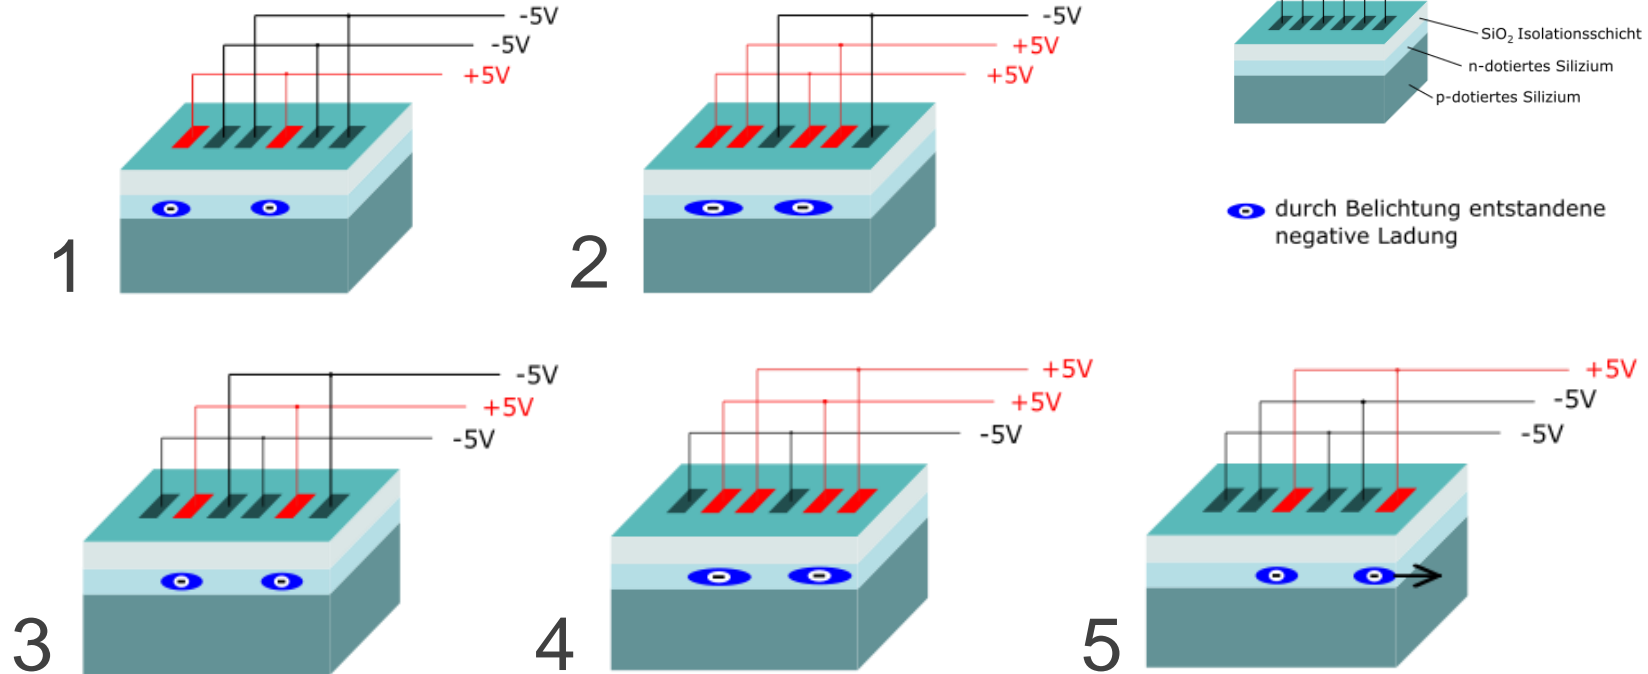 -5V
-5V
+5V
1
-5V
+5V
+5V
2
SiO2 Isolationsschicht
n-dotiertes Silizium
p-dotiertes Silizium
durch Belichtung entstandene
negative Ladung
-5V
+5V
-5V
3
+5V
+5V
-5V
4
+5V
-5V
-5V
5